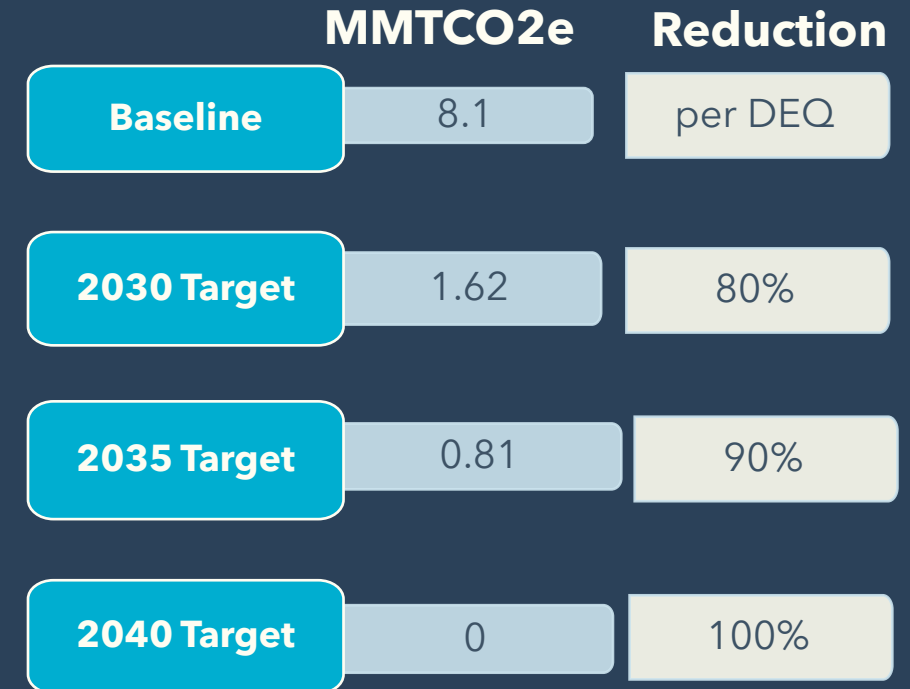 MMTCO2e Reduction
Baseline 8.1 per DEQ
2030 Target 1.62 80%
2035 Target 0.81 90%
2040 Target 0 100%